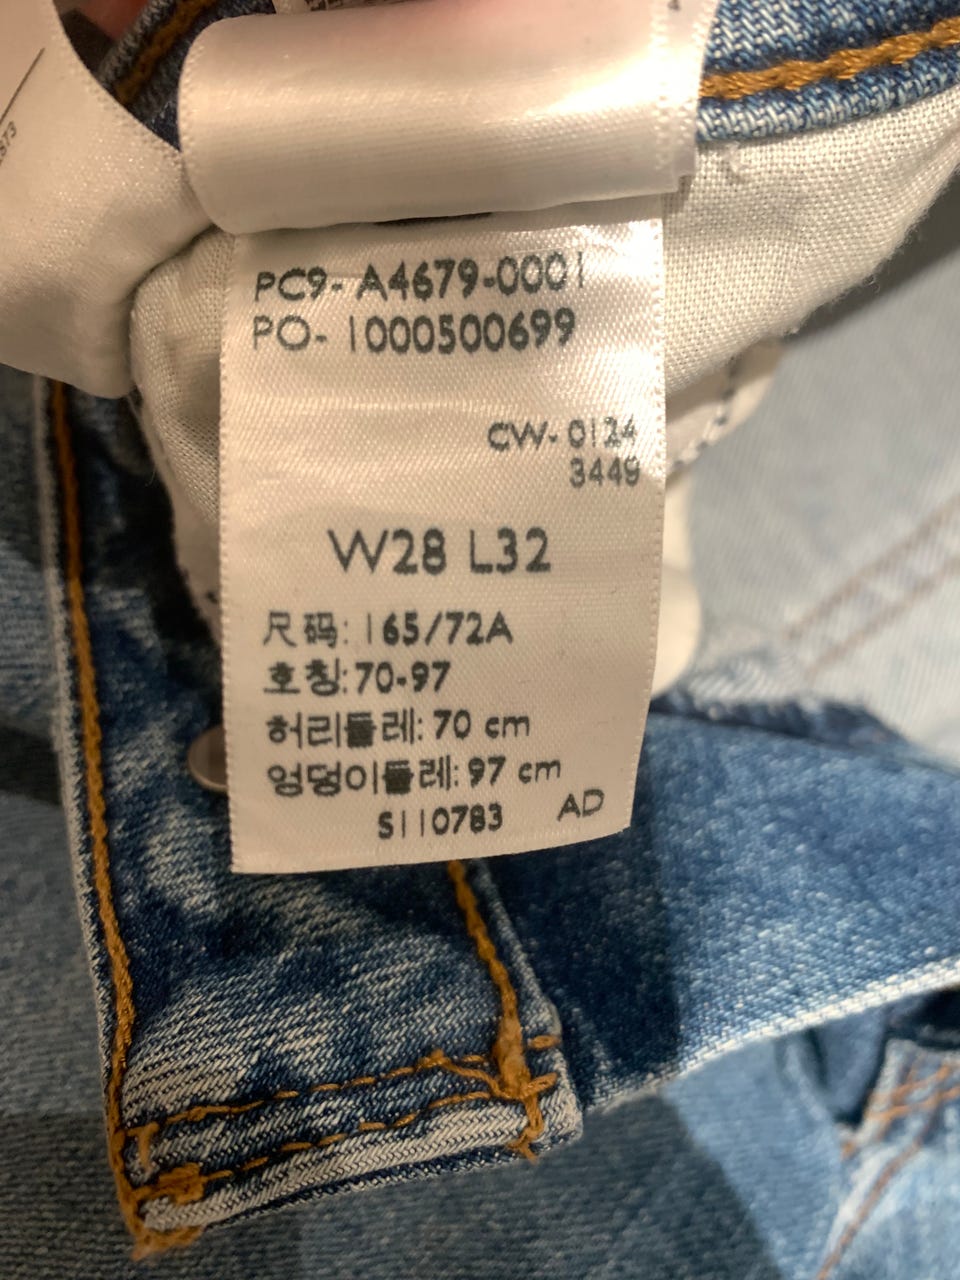 PC9- A4679-0001
PO- 1000500699
CW- 0124
3449
W28 L32
尺码: 165/72A
호칭: 70-97
허리둘레: 70 cm
엉덩이둘레: 97 cm
S110783 AD